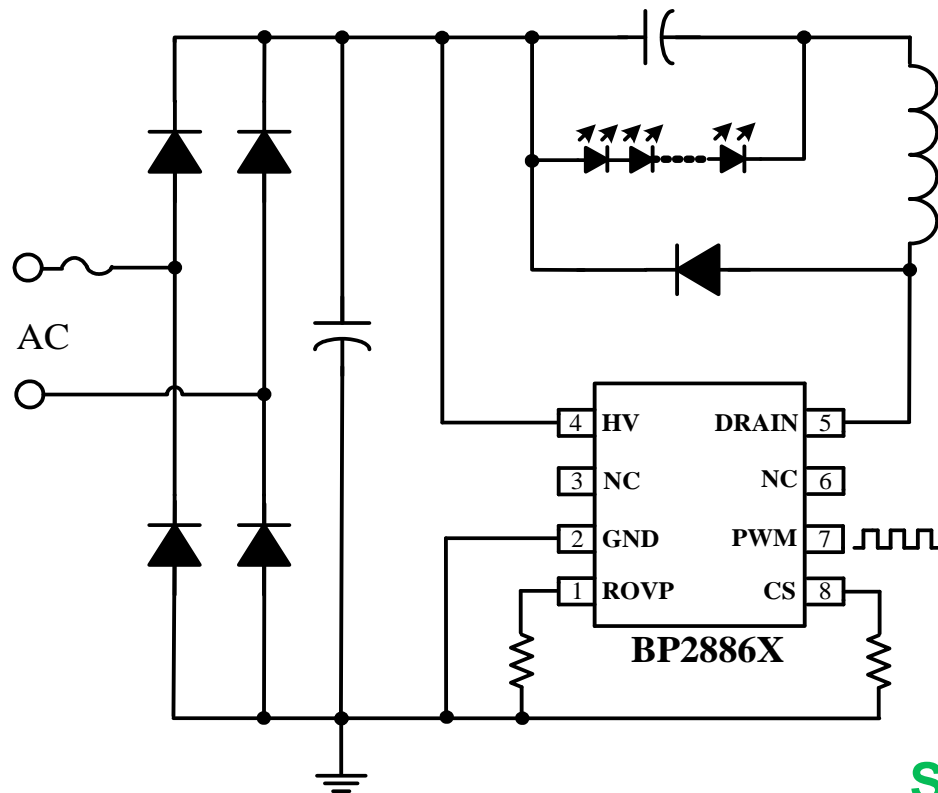 AC
4 HV DRAIN 5
3 NC NC 6
2 GND PWM 7
1 ROVP CS 8
BP2886X
S